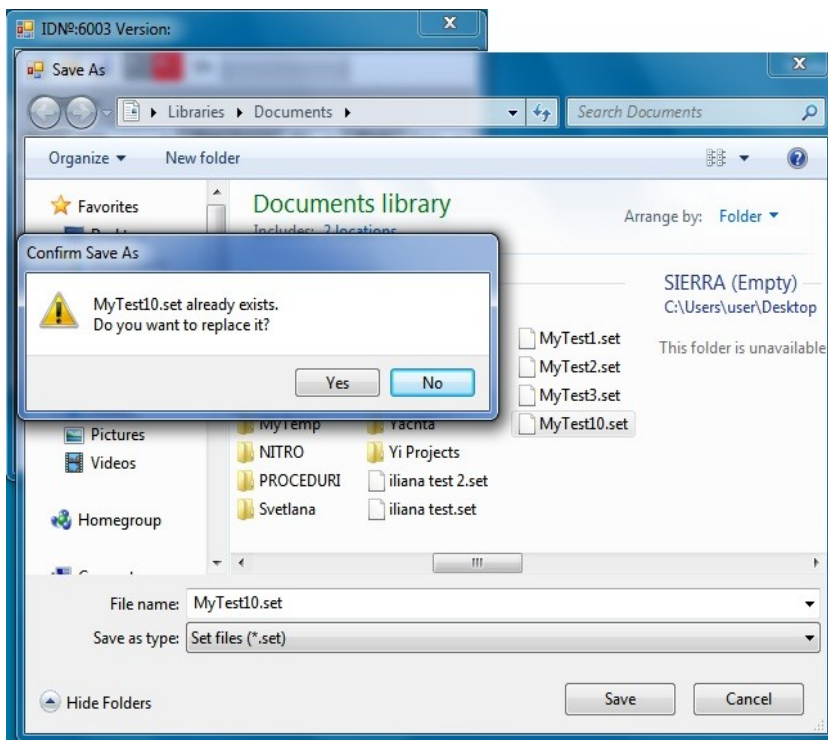 IDNº:6003 Version:
Save As
Libraries Documents
Search Documents
Organize
New folder
Favorites
Documents library
Includes: 2 locations
Arrange by: Folder
Confirm Save As
MyTest10.set already exists.
Do you want to replace it?
Yes
No
SIERRA (Empty)
C:\Users\user\Desktop
This folder is unavailable
MyTest1.set
MyTest2.set
MyTest3.set
MyTest10.set
Pictures
Videos
Homegroup
MyTemp
NITRO
PROCEDURI
Svetlana
Yachta
Yi Projects
iliana test 2.set
iliana test.set
File name: MyTest10.set
Save as type: Set files (*.set)
Hide Folders
Save
Cancel